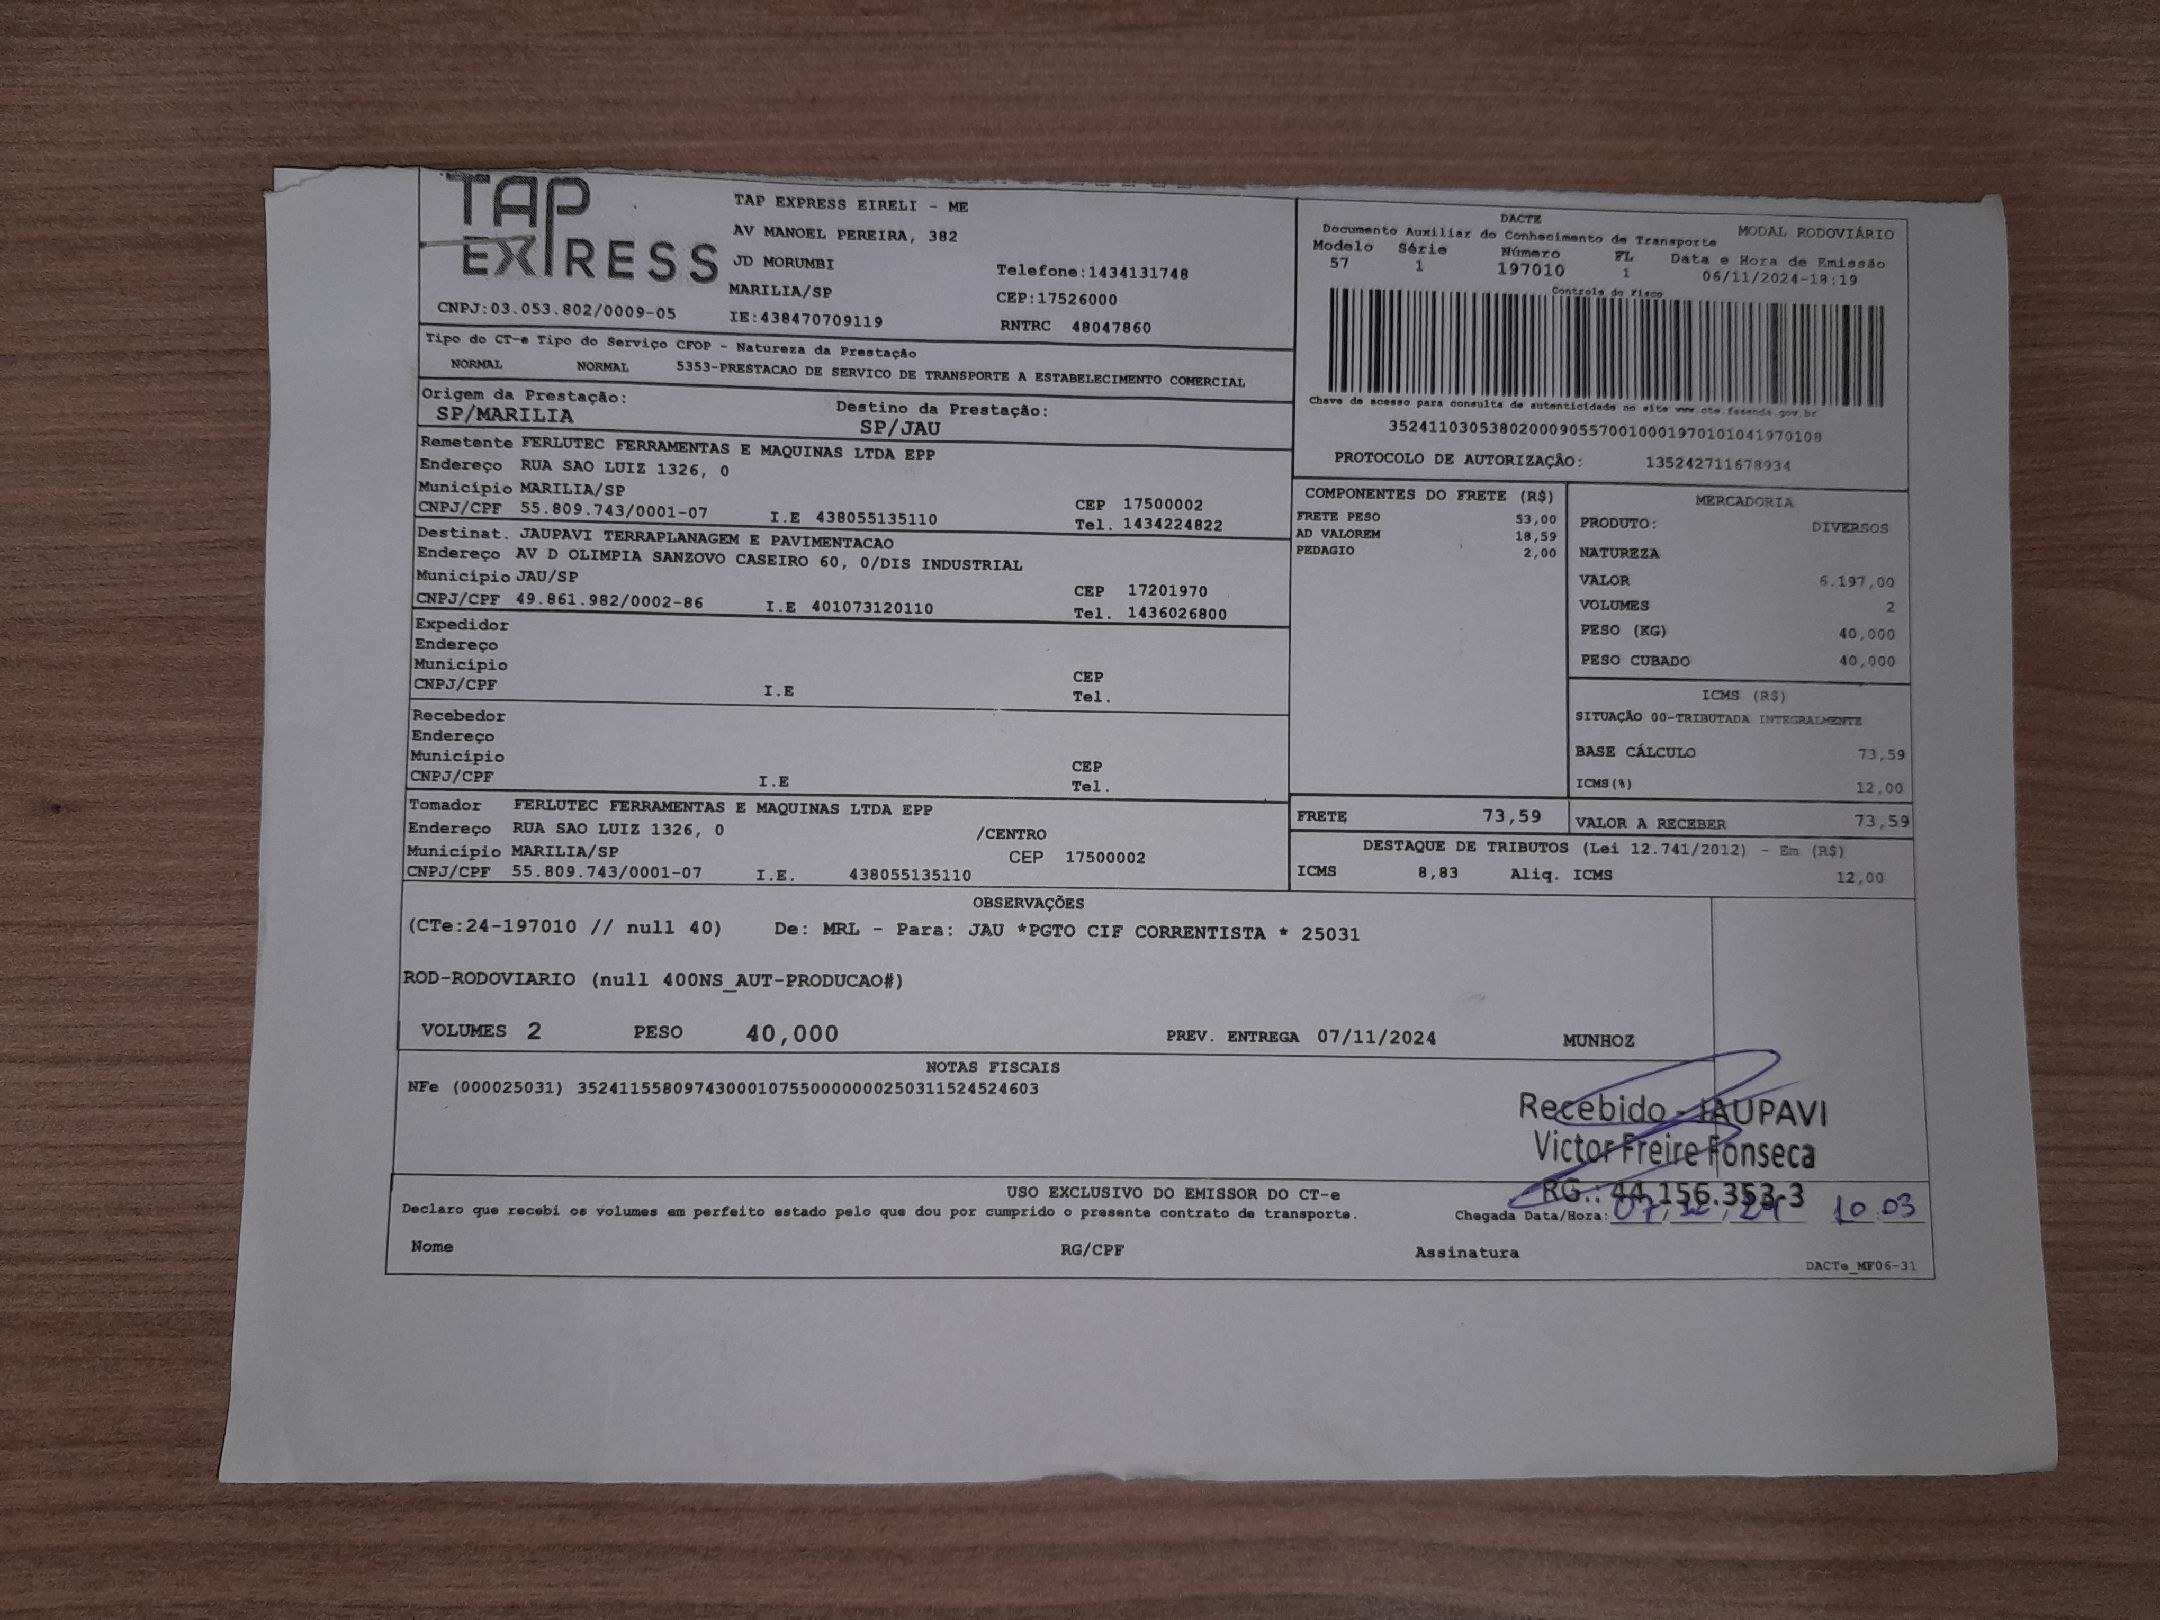 TAP EXPRESS
TAP EXPRESS EIRELI - ME
AV MANOEL PEREIRA, 382
JD MORUMBI Telefone:1434131748
MARILIA/SP CEP:17526000
CNPJ:03.053.802/0009-05 IE:438470709119 RNTRC 48047860
DACTE MODAL RODOVIÁRIO
Documento Auxiliar do Conhecimento de Transporte
Modelo Série Número FL Data e Hora de Emissão
57 1 197010 1 06/11/2024-18:19
Controle do Fisco
Chave de acesso para consulta de autenticidade no site www.cte.fazenda.gov.br
35241103053802000905570010001970101041970108
PROTOCOLO DE AUTORIZAÇÃO: 135242711678934
Tipo do CT-e Tipo do Serviço CFOP - Natureza da Prestação
NORMAL NORMAL 5353-PRESTACAO DE SERVICO DE TRANSPORTE A ESTABELECIMENTO COMERCIAL
Origem da Prestação: Destino da Prestação:
SP/MARILIA SP/JAU
Remetente FERLUTEC FERRAMENTAS E MAQUINAS LTDA EPP
Endereço RUA SAO LUIZ 1326, 0
Município MARILIA/SP CEP 17500002
CNPJ/CPF 55.809.743/0001-07 I.E 438055135110 Tel. 1434224822
Destinat. JAUPAVI TERRAPLANAGEM E PAVIMENTACAO
Endereço AV D OLIMPIA SANZOVO CASEIRO 60, 0/DIS INDUSTRIAL
Município JAU/SP CEP 17201970
CNPJ/CPF 49.861.982/0002-86 I.E 401073120110 Tel. 1436026800
Expedidor
Endereço
Município CEP
CNPJ/CPF I.E Tel.
Recebedor
Endereço
Município CEP
CNPJ/CPF I.E Tel.
Tomador FERLUTEC FERRAMENTAS E MAQUINAS LTDA EPP
Endereço RUA SAO LUIZ 1326, 0 /CENTRO
Município MARILIA/SP CEP 17500002
CNPJ/CPF 55.809.743/0001-07 I.E. 438055135110
COMPONENTES DO FRETE (R$)
FRETE PESO 53,00
AD VALOREM 18,59
PEDAGIO 2,00
MERCADORIA
PRODUTO: DIVERSOS
NATUREZA
VALOR 6.197,00
VOLUMES 2
PESO (KG) 40,000
PESO CUBADO 40,000
ICMS (R$)
SITUAÇÃO 00-TRIBUTADA INTEGRALMENTE
BASE CÁLCULO 73,59
ICMS(%) 12,00
FRETE 73,59 VALOR A RECEBER 73,59
DESTAQUE DE TRIBUTOS (Lei 12.741/2012) - Em (R$)
ICMS 8,83 Aliq. ICMS 12,00
OBSERVAÇÕES
(CTe:24-197010 // null 40) De: MRL - Para: JAU *PGTO CIF CORRENTISTA * 25031
ROD-RODOVIARIO (null 400NS_AUT-PRODUCAO#)
VOLUMES 2 PESO 40,000 PREV. ENTREGA 07/11/2024 MUNHOZ
NOTAS FISCAIS
NFe (000025031) 35241155809743000107550000000250311524524603
Recebido - JAUPAVI
Victor Freire Fonseca
RG.: 44.156.353-3
USO EXCLUSIVO DO EMISSOR DO CT-e
Declaro que recebi os volumes em perfeito estado pelo que dou por cumprido o presente contrato de transporte. Chegada Data/Hora: 10 03
Nome RG/CPF Assinatura
DACTe_MF06-31